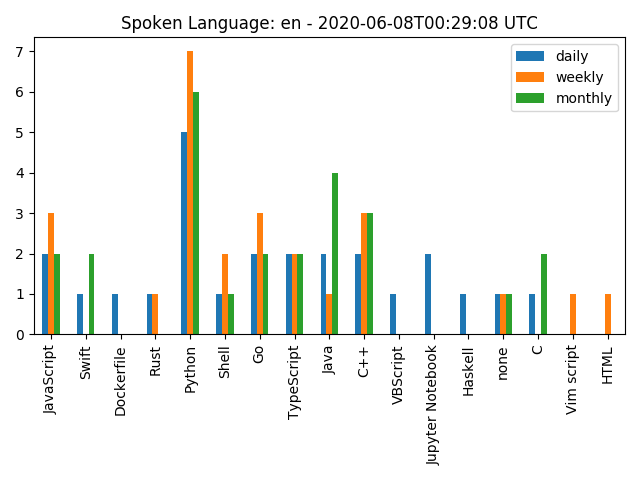 Spoken Language: en - 2020-06-08T00:29:08 UTC
daily
weekly
monthly
7
6
5
4
3
2
1
0
JavaScript
Swift
Dockerfile
Rust
Python
Shell
Go
TypeScript
Java
C++
VBScript
Jupyter Notebook
Haskell
none
C
Vim script
HTML